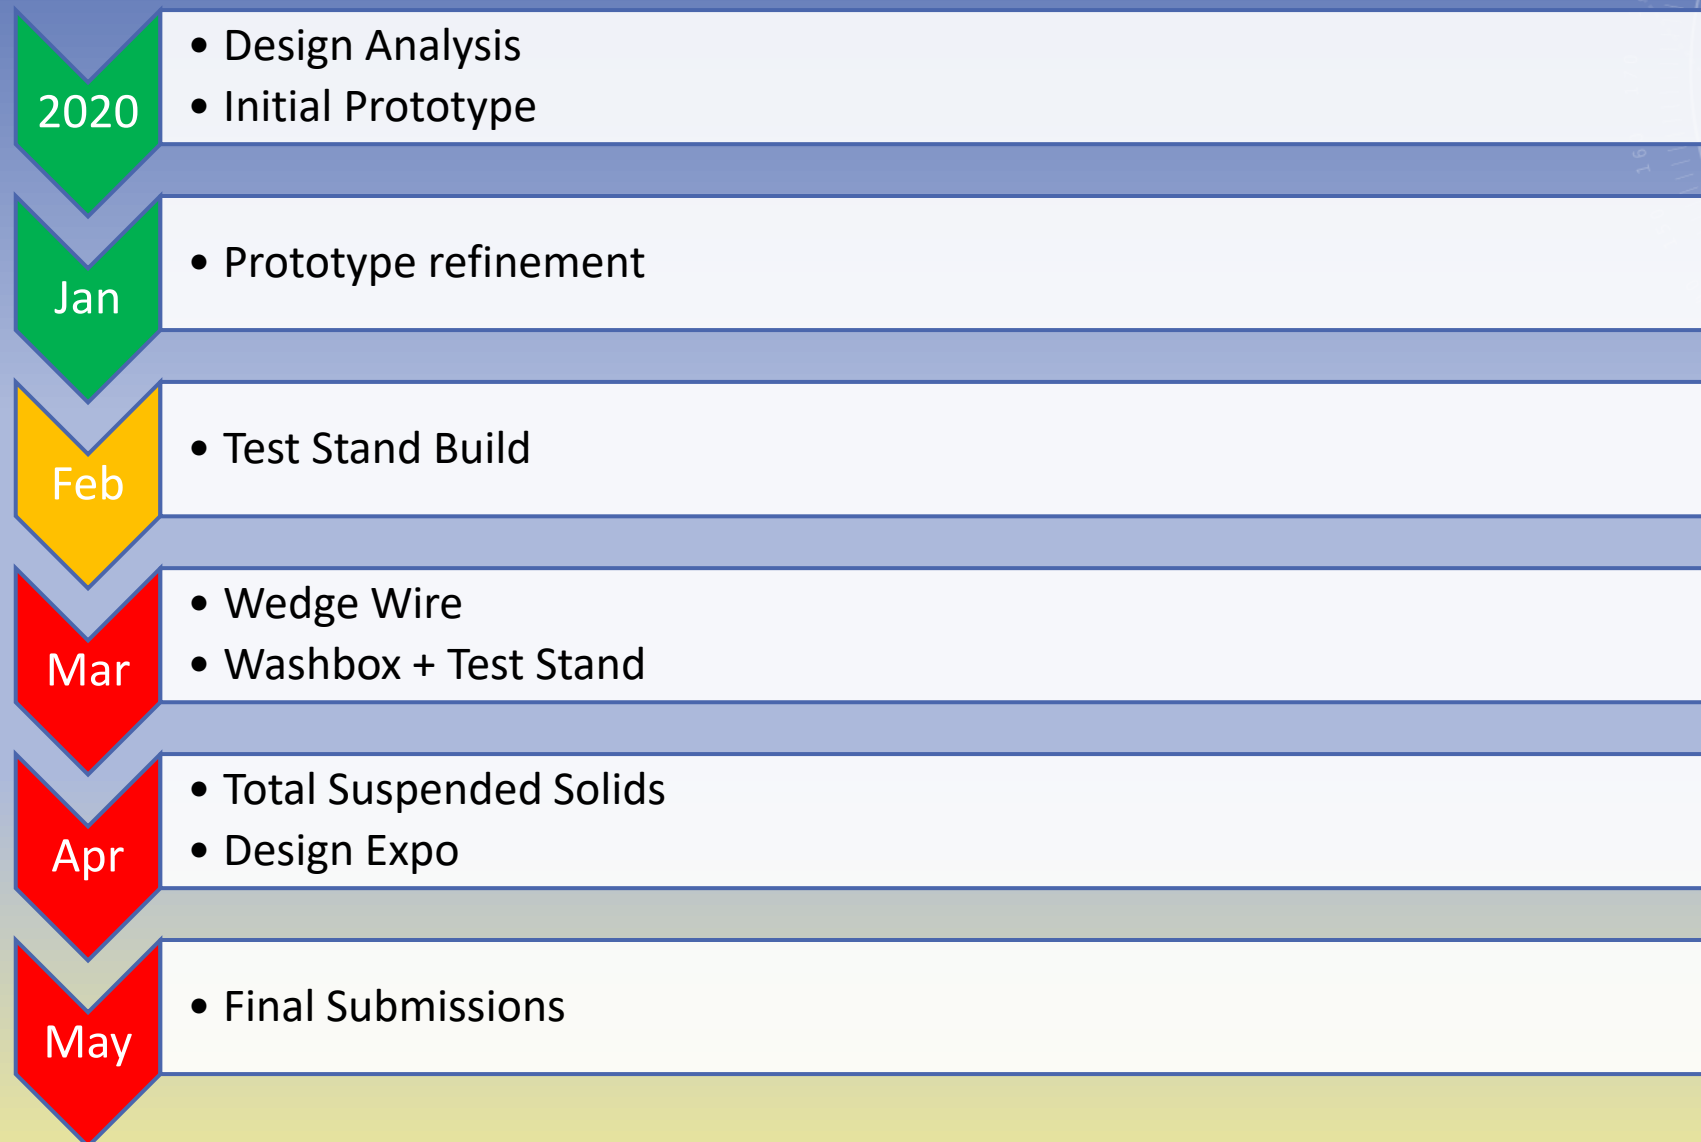 2020
• Design Analysis
• Initial Prototype
Jan
• Prototype refinement
Feb
• Test Stand Build
Mar
• Wedge Wire
• Washbox + Test Stand
Apr
• Total Suspended Solids
• Design Expo
May
• Final Submissions
16